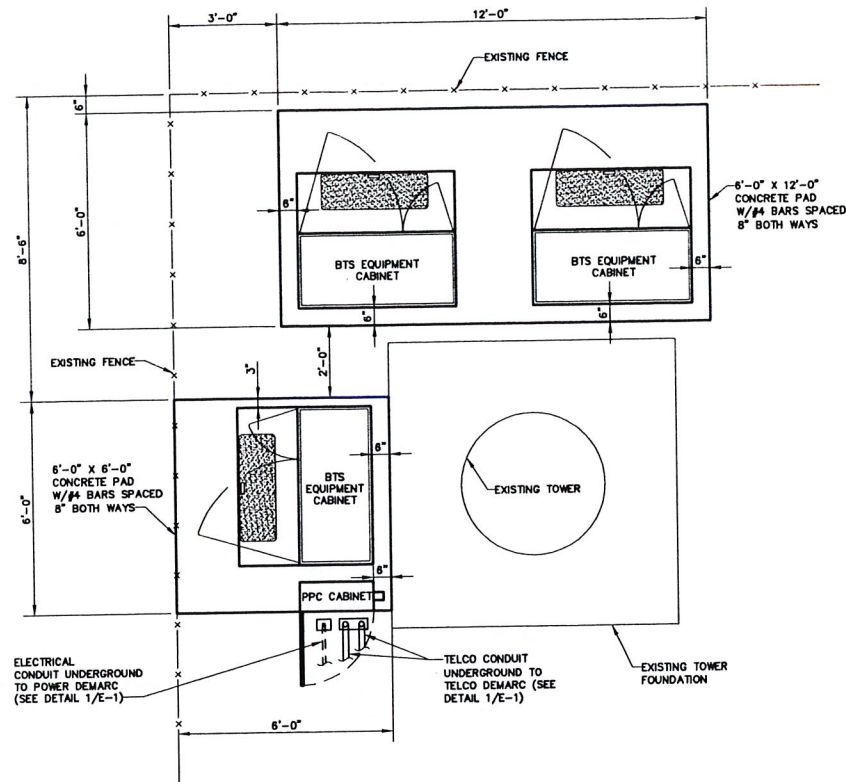 3'-0"
12'-0"
EXISTING FENCE
6"
6'-0"
8'-6"
6"
6'-0" X 12'-0"
CONCRETE PAD
W/#4 BARS SPACED
8" BOTH WAYS
BTS EQUIPMENT
CABINET
BTS EQUIPMENT
CABINET
6"
6"
6"
EXISTING FENCE
3"
2'-0"
6'-0" X 6'-0"
CONCRETE PAD
W/#4 BARS SPACED
8" BOTH WAYS
6'-0"
BTS
EQUIPMENT
CABINET
6"
EXISTING TOWER
6"
PPC CABINET
ELECTRICAL
CONDUIT UNDERGROUND
TO POWER DEMARC
(SEE DETAIL 1/E-1)
TELCO CONDUIT
UNDERGROUND TO
TELCO DEMARC (SEE
DETAIL 1/E-1)
EXISTING TOWER
FOUNDATION
6'-0"